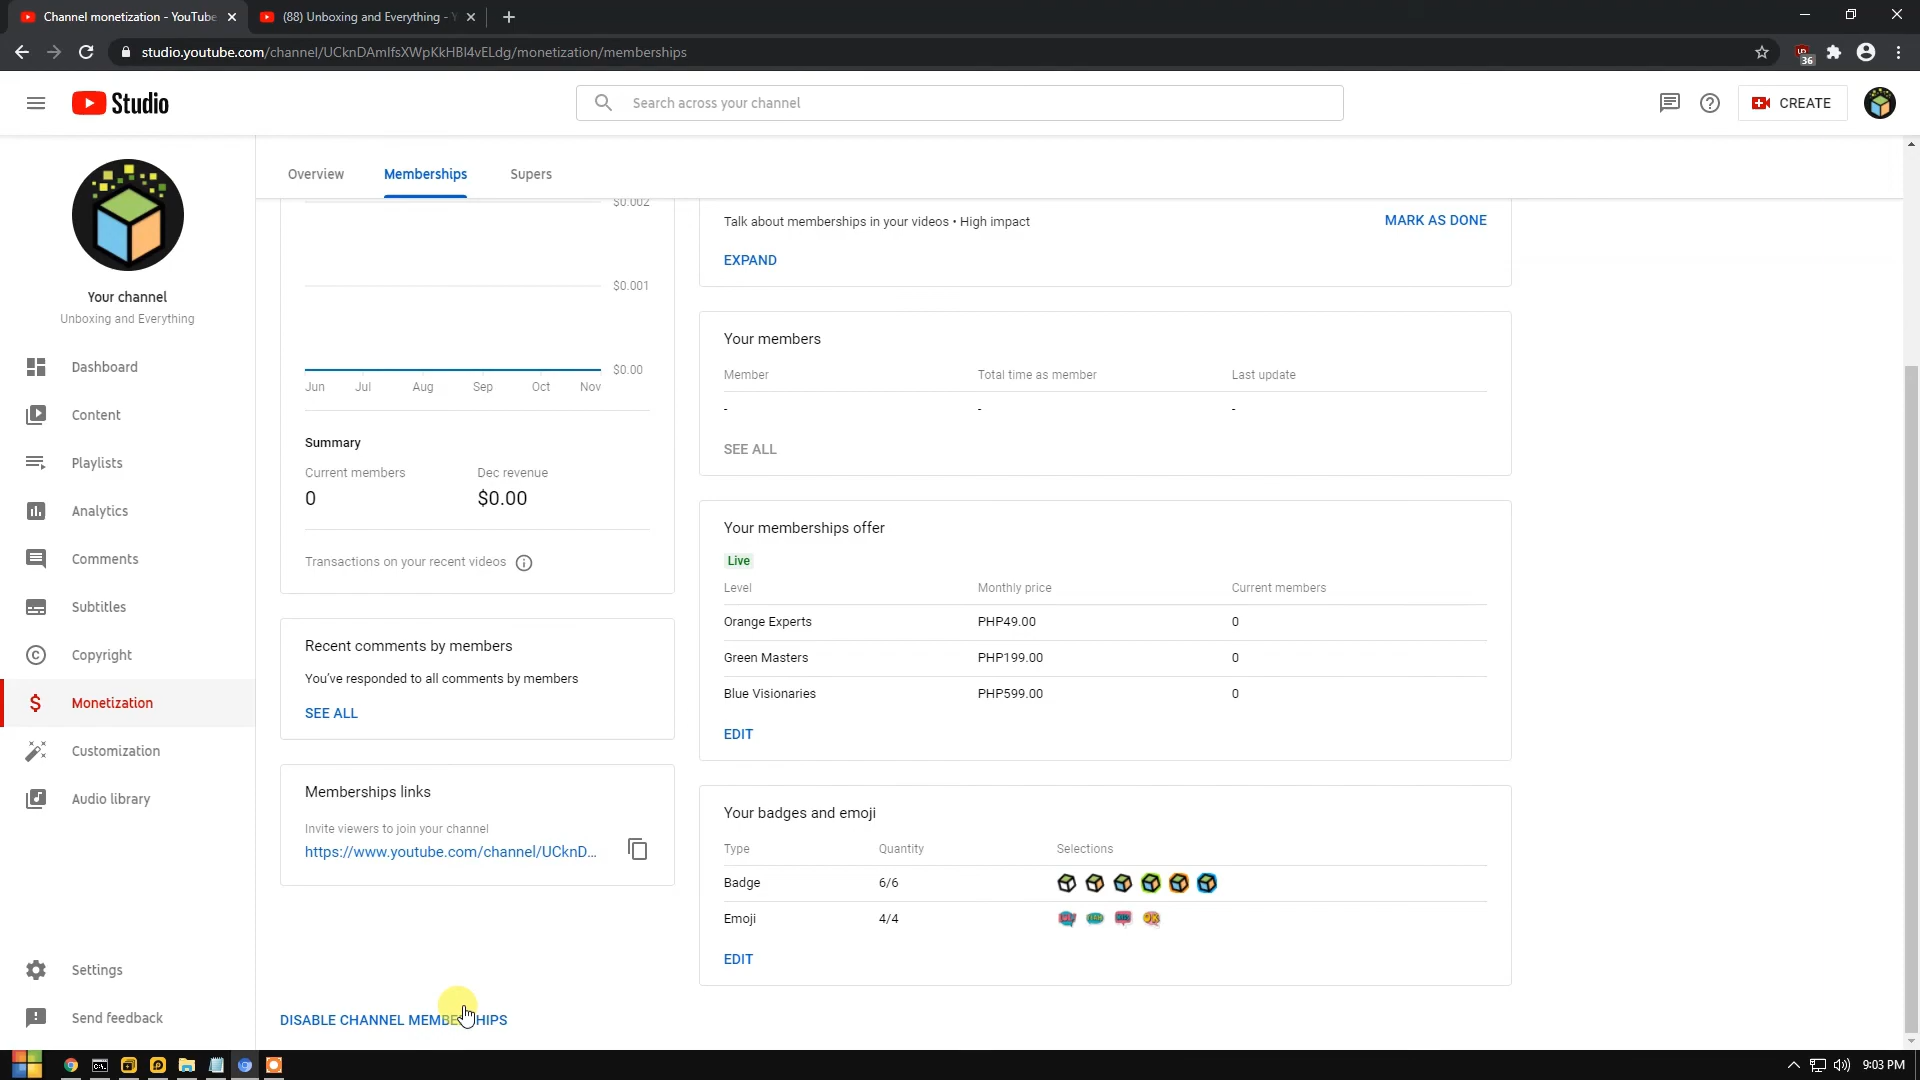 Channel monetization - YouTube
(88) Unboxing and Everything - Y
studio.youtube.com/channel/UCknDAmIfsXWpKkHBI4vELdg/monetization/memberships
36
Studio
Search across your channel
CREATE
Your channel
Unboxing and Everything
Dashboard
Content
Playlists
Analytics
Comments
Subtitles
Copyright
Monetization
Customization
Audio library
Settings
Send feedback
Overview
Memberships
Supers
$0.002
$0.001
$0.00
Jun Jul Aug Sep Oct Nov
Summary
Current members Dec revenue
0 $0.00
Transactions on your recent videos
Recent comments by members
You've responded to all comments by members
SEE ALL
Memberships links
Invite viewers to join your channel
https://www.youtube.com/channel/UCknD...
DISABLE CHANNEL MEMBERSHIPS
Talk about memberships in your videos • High impact
MARK AS DONE
EXPAND
Your members
Member Total time as member Last update
- - -
SEE ALL
Your memberships offer
Live
Level Monthly price Current members
Orange Experts PHP49.00 0
Green Masters PHP199.00 0
Blue Visionaries PHP599.00 0
EDIT
Your badges and emoji
Type Quantity Selections
Badge 6/6
Emoji 4/4
EDIT
9:03 PM